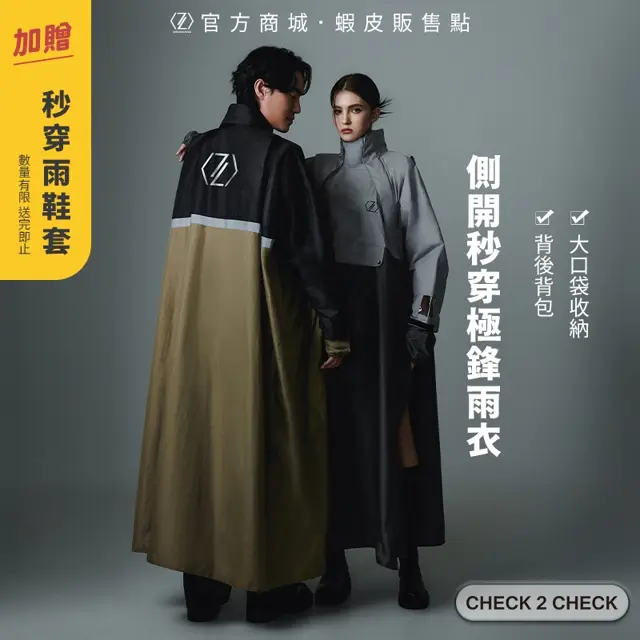 官方商城·蝦皮販售點
加贈
秒穿雨鞋套
數量有限 送完即止
側開秒穿極鋒雨衣
大口袋收納
背後背包
CHECK 2 CHECK